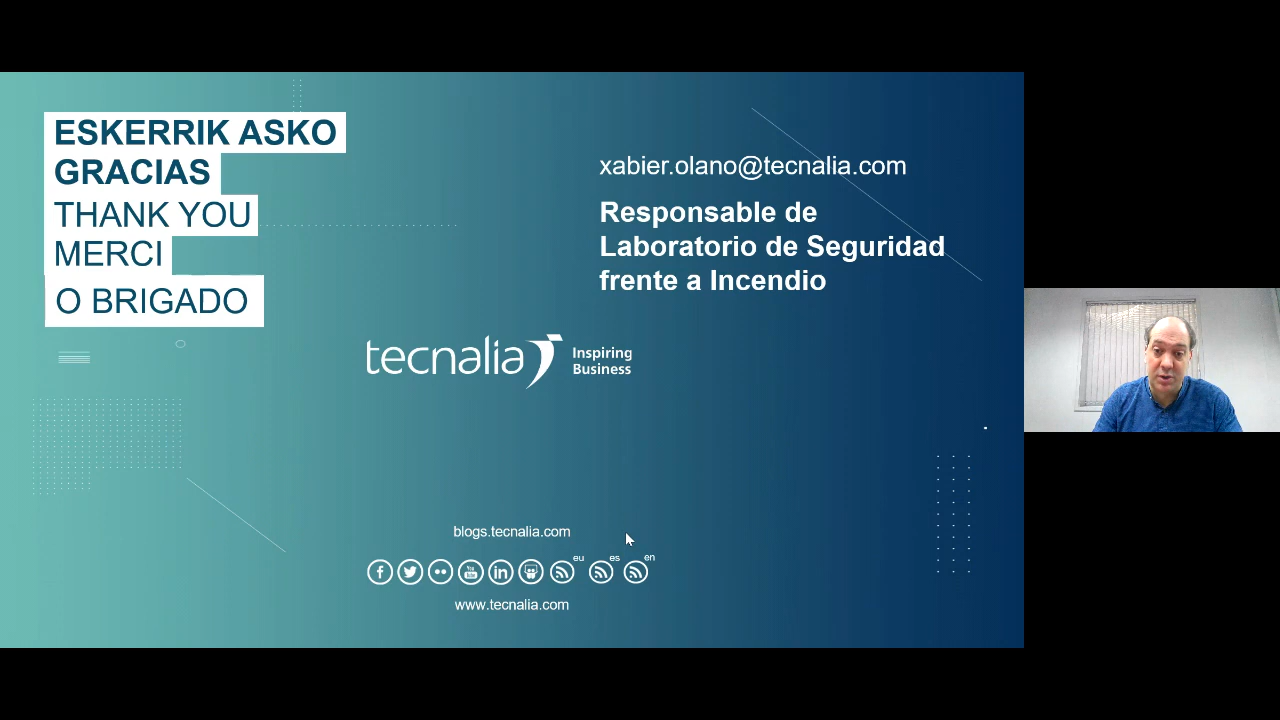 ESKERRIK ASKO
GRACIAS
THANK YOU
MERCI
O BRIGADO
xabier.olano@tecnalia.com
Responsable de
Laboratorio de Seguridad
frente a Incendio
tecnalia
Inspiring
Business
blogs.tecnalia.com
eu es en
www.tecnalia.com